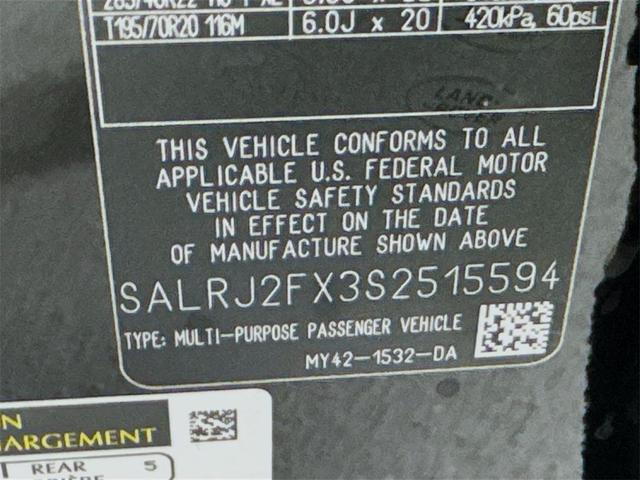 T195/70R20 116M 6.0J x 20 420kPa, 60psi
LAND
THIS VEHICLE CONFORMS TO ALL
APPLICABLE U.S. FEDERAL MOTOR
VEHICLE SAFETY STANDARDS
IN EFFECT ON THE DATE
OF MANUFACTURE SHOWN ABOVE
SALRJ2FX3S2515594
TYPE: MULTI-PURPOSE PASSENGER VEHICLE
MY42-1532-DA
ARGEMENT
REAR 5